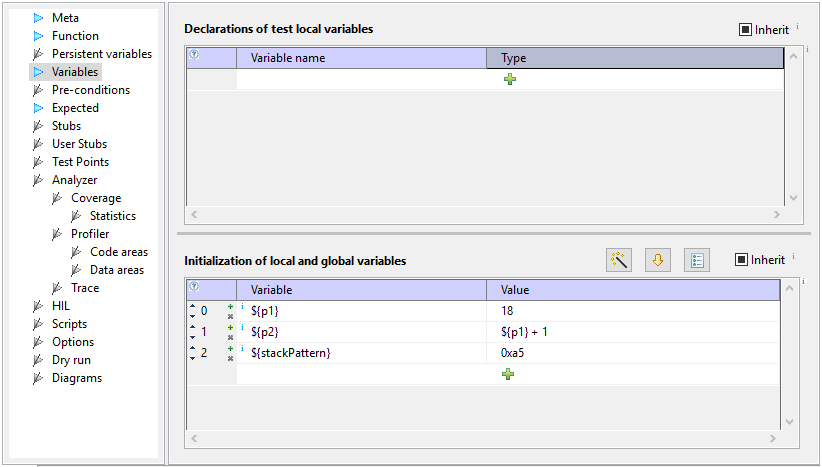 Meta
Function
Persistent variables
Variables
Pre-conditions
Expected
Stubs
User Stubs
Test Points
Analyzer
Coverage
Statistics
Profiler
Code areas
Data areas
Trace
HIL
Scripts
Options
Dry run
Diagrams
Declarations of test local variables
Inherit i
i
? Variable name Type
Initialization of local and global variables
Inherit i
i
? Variable Value
0 i ${p1} 18
1 i ${p2} ${p1} + 1
2 i ${stackPattern} 0xa5